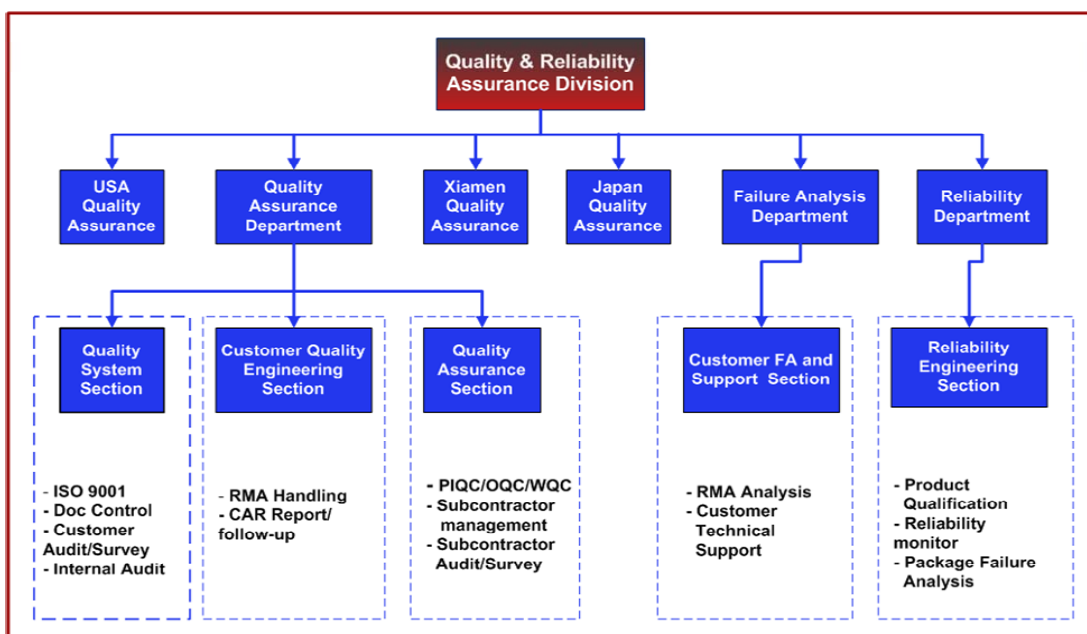 Quality & Reliability
Assurance Division
USA
Quality
Assurance
Quality
Assurance
Department
Xiamen
Quality
Assurance
Japan
Quality
Assurance
Failure Analysis
Department
Reliability
Department
Quality
System
Section
Customer Quality
Engineering
Section
Quality
Assurance
Section
Customer FA and
Support Section
Reliability
Engineering
Section
- ISO 9001
- Doc Control
- Customer
Audit/Survey
- Internal Audit
- RMA Handling
- CAR Report/
follow-up
- PIQC/OQC/WQC
- Subcontractor
management
- Subcontractor
Audit/Survey
- RMA Analysis
- Customer
Technical
Support
- Product
Qualification
- Reliability
monitor
- Package Failure
Analysis